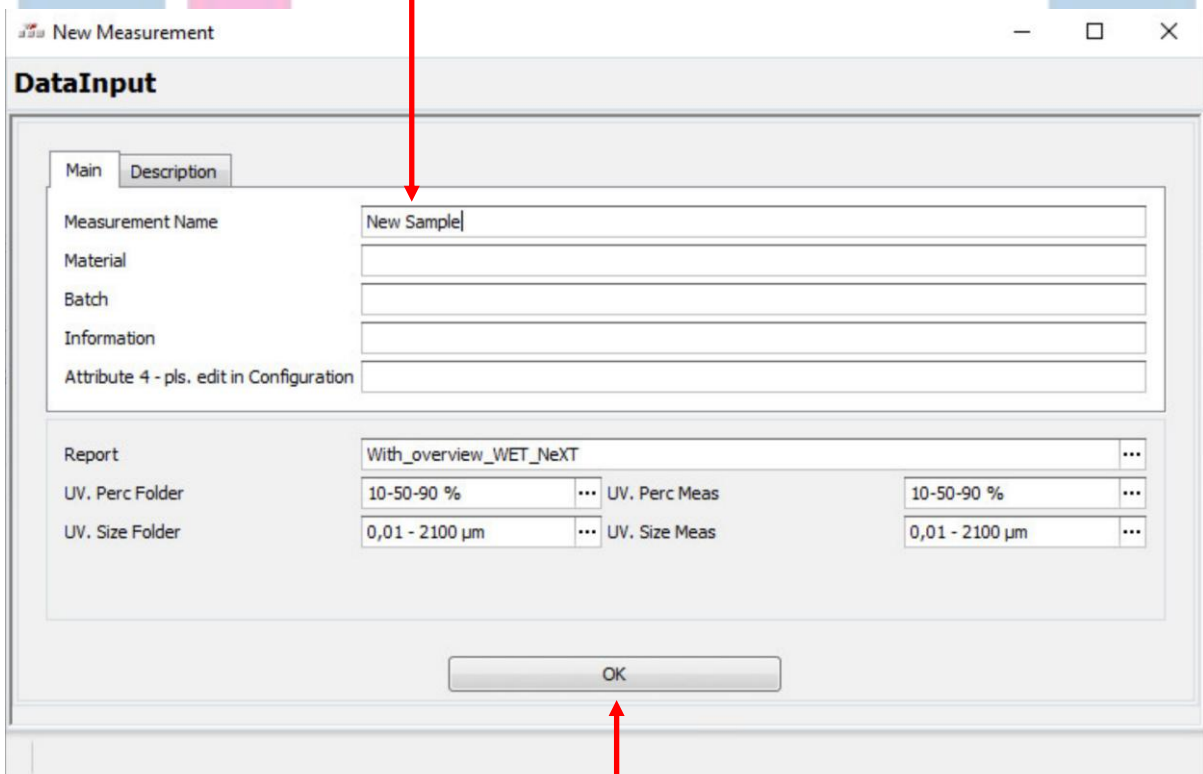 New Measurement
DataInput
Main Description
Measurement Name New Sample
Material
Batch
Information
Attribute 4 - pls. edit in Configuration
Report With_overview_WET_NeXT ...
UV. Perc Folder 10-50-90 % ... UV. Perc Meas 10-50-90 % ...
UV. Size Folder 0,01 - 2100 µm ... UV. Size Meas 0,01 - 2100 µm ...
OK